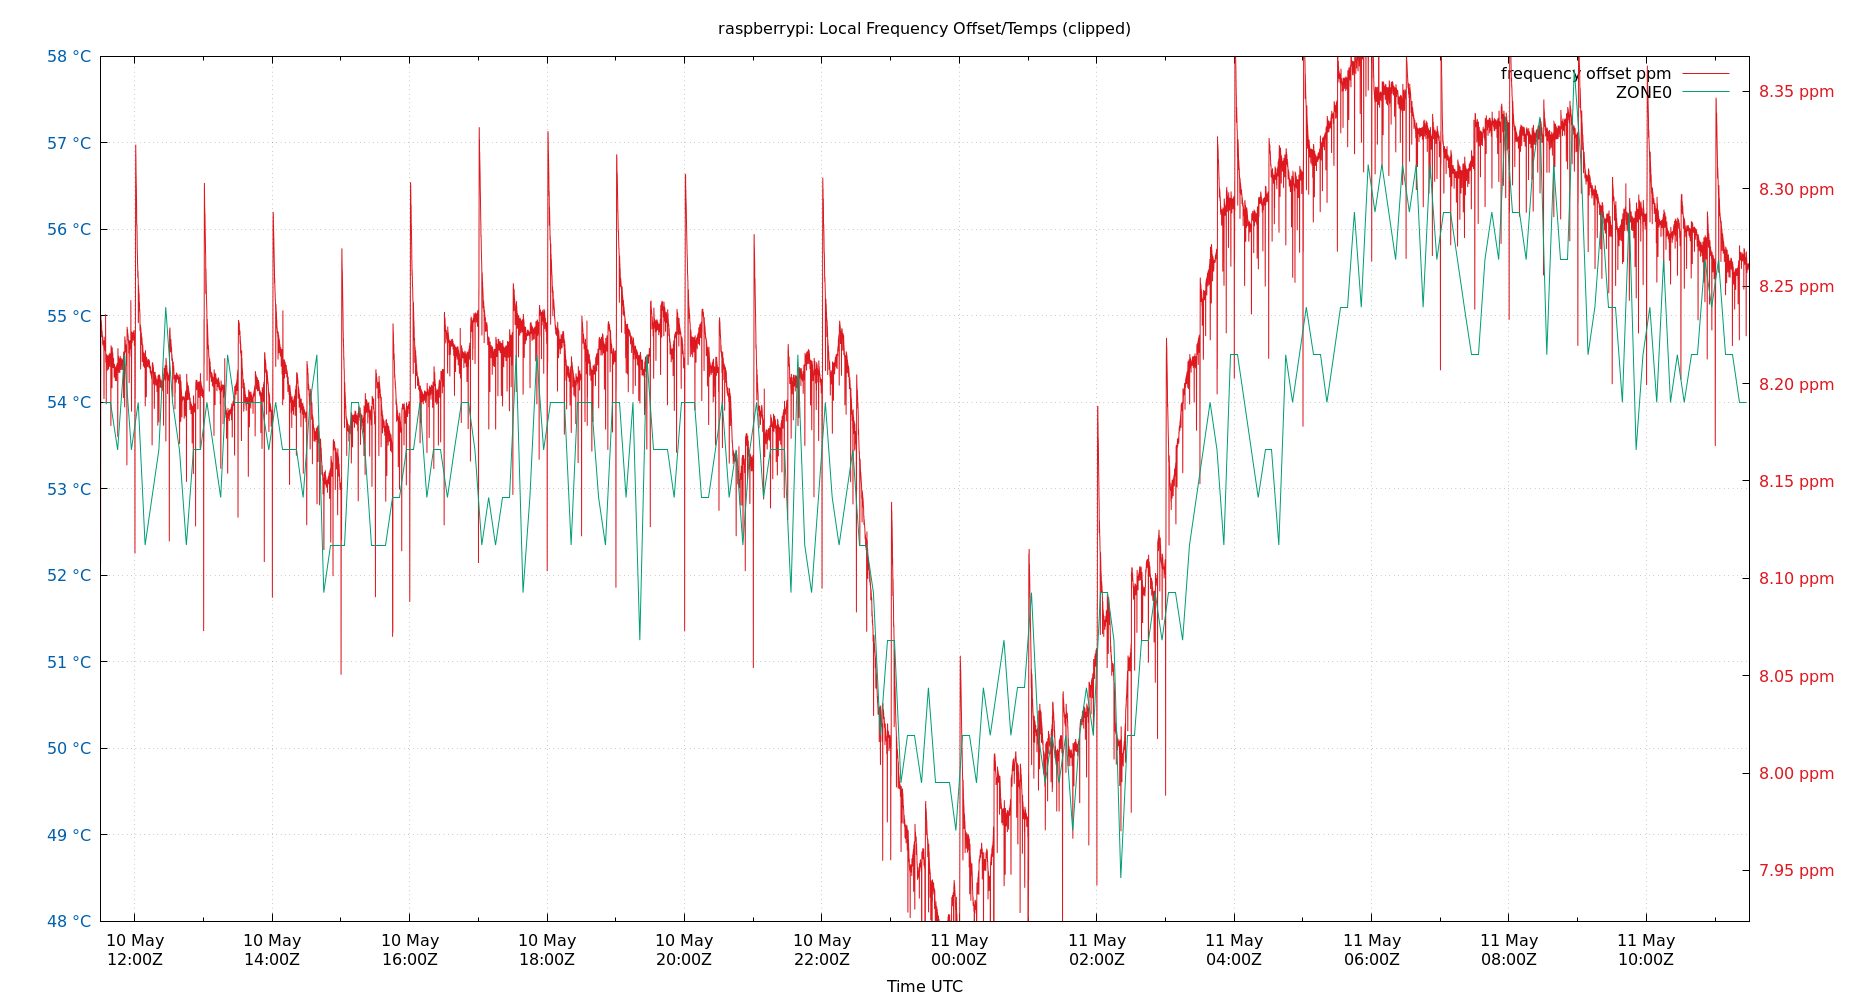 raspberrypi: Local Frequency Offset/Temps (clipped)
58 °C
57 °C
56 °C
55 °C
54 °C
53 °C
52 °C
51 °C
50 °C
49 °C
48 °C
frequency offset ppm
ZONE0
8.35 ppm
8.30 ppm
8.25 ppm
8.20 ppm
8.15 ppm
8.10 ppm
8.05 ppm
8.00 ppm
7.95 ppm
10 May 10 May 10 May 10 May 10 May 10 May 11 May 11 May 11 May 11 May 11 May 11 May
12:00Z 14:00Z 16:00Z 18:00Z 20:00Z 22:00Z 00:00Z 02:00Z 04:00Z 06:00Z 08:00Z 10:00Z
Time UTC